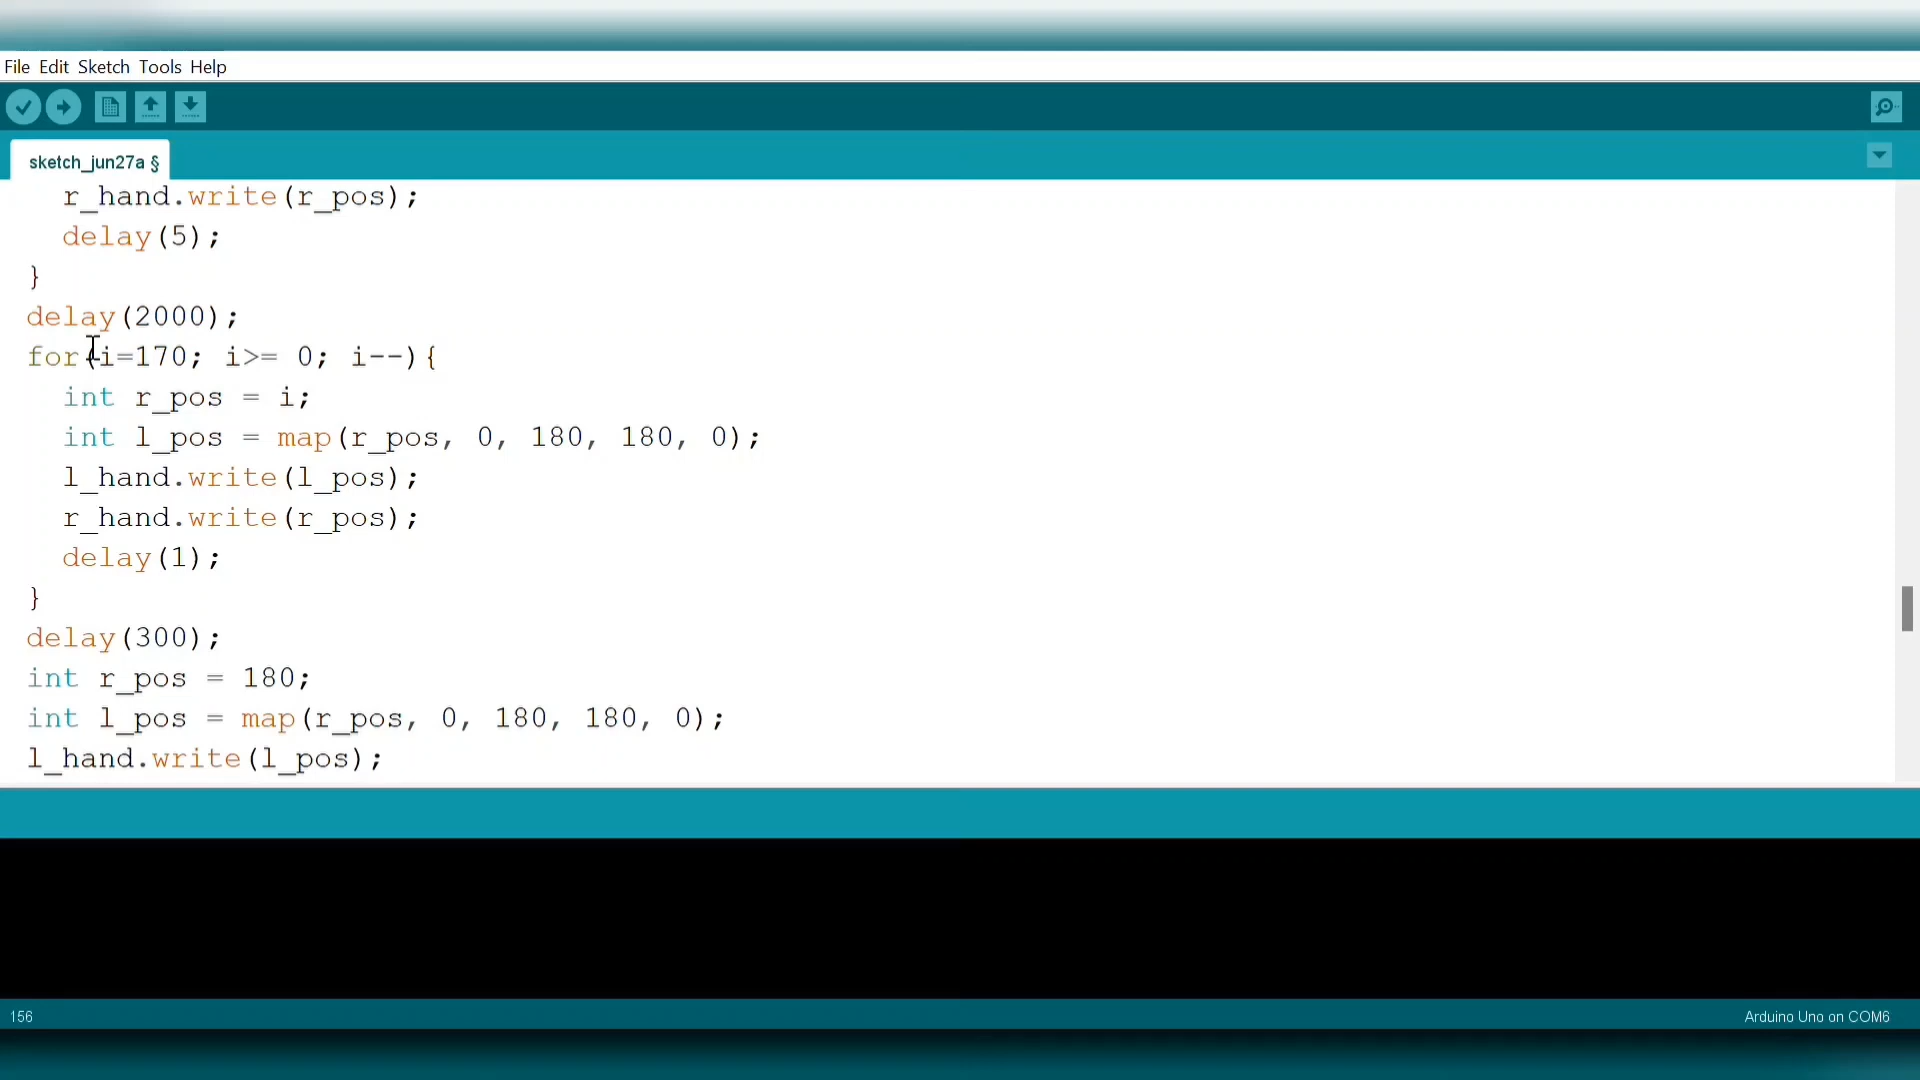 File Edit Sketch Tools Help
sketch_jun27a §
r_hand.write(r_pos);
delay(5);
}
delay(2000);
for(i=170; i>= 0; i--){
int r_pos = i;
int l_pos = map(r_pos, 0, 180, 180, 0);
l_hand.write(l_pos);
r_hand.write(r_pos);
delay(1);
}
delay(300);
int r_pos = 180;
int l_pos = map(r_pos, 0, 180, 180, 0);
l_hand.write(l_pos);
156
Arduino Uno on COM6